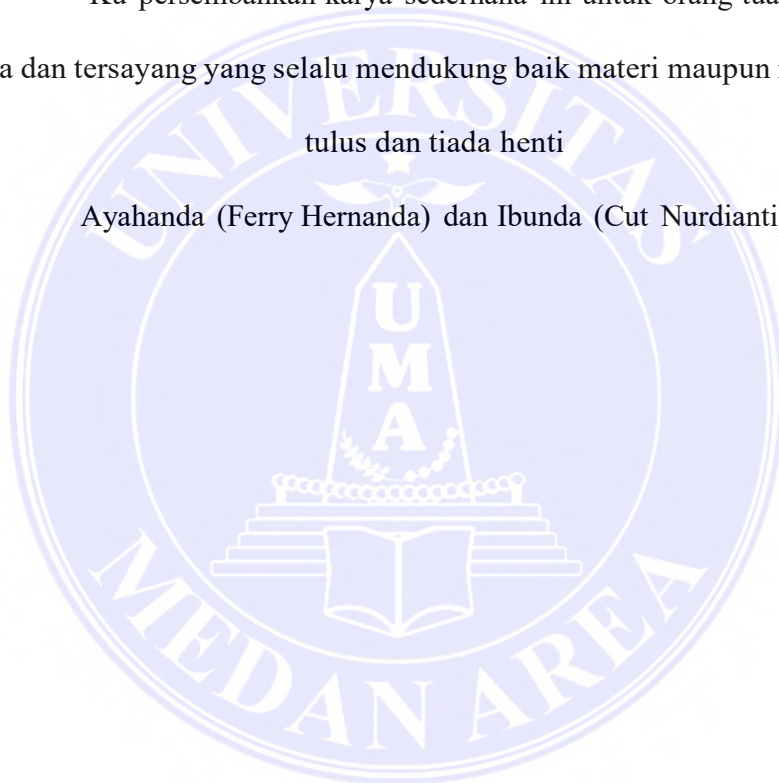 Ku persembahkan karya sederhana ini untuk orang tua
a dan tersayang yang selalu mendukung baik materi maupun
tulus dan tiada henti
Ayahanda (Ferry Hernanda) dan Ibunda (Cut Nurdianti
UNIVERSITAS
U
M
A
MEDAN AREA